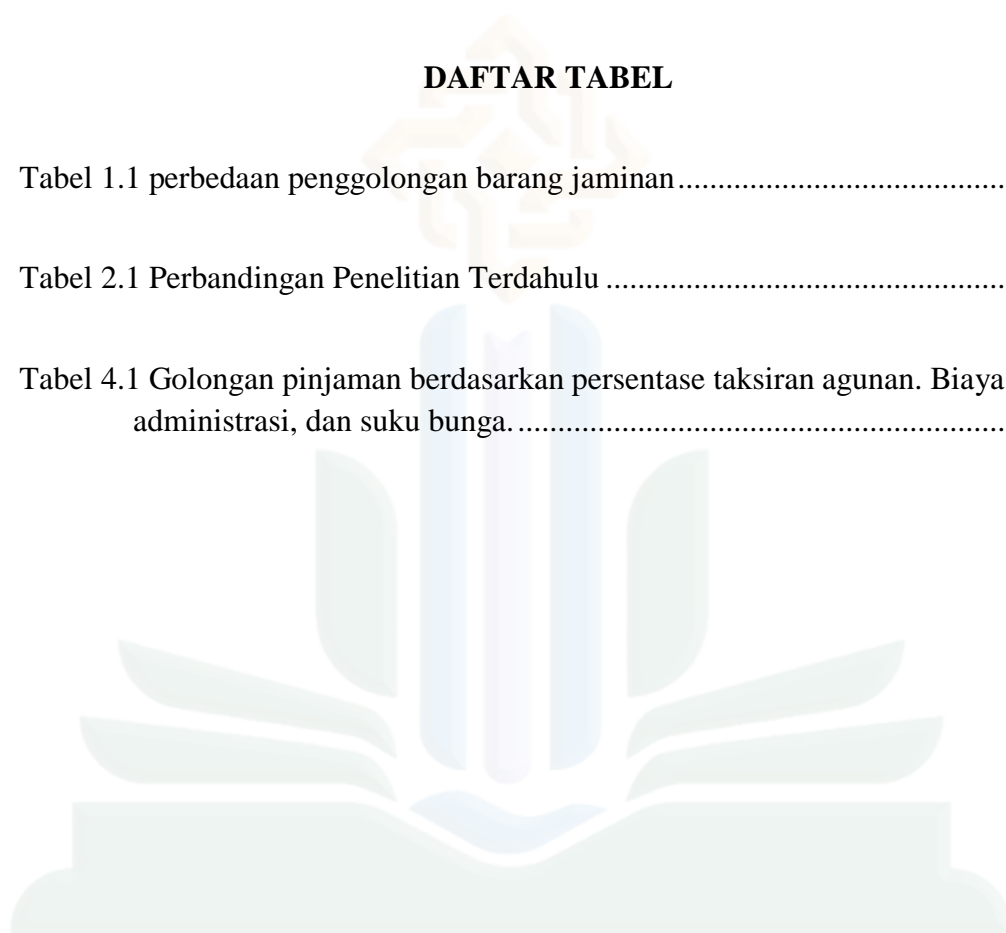 DAFTAR TABEL
Tabel 1.1 perbedaan penggolongan barang jaminan.........................................
Tabel 2.1 Perbandingan Penelitian Terdahulu ..................................................
Tabel 4.1 Golongan pinjaman berdasarkan persentase taksiran agunan. Biaya
administrasi, dan suku bunga..............................................................